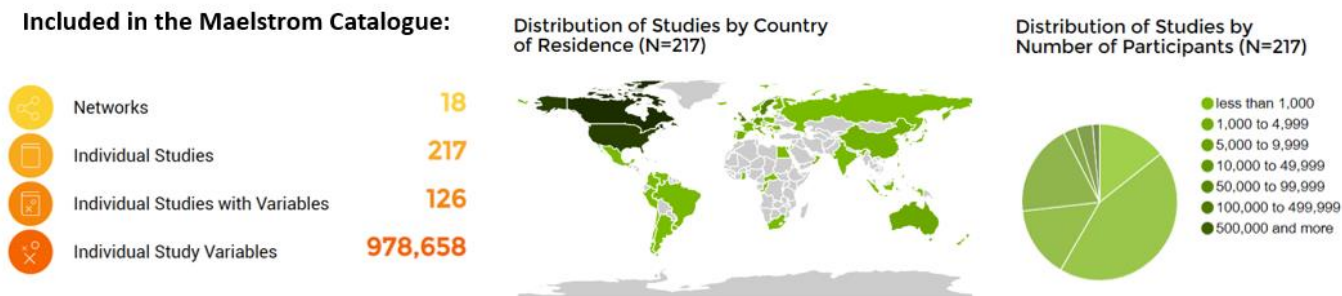 Included in the Maelstrom Catalogue:
Networks 18
Individual Studies 217
Individual Studies with Variables 126
Individual Study Variables 978,658
Distribution of Studies by Country
of Residence (N=217)
Distribution of Studies by
Number of Participants (N=217)
less than 1,000
1,000 to 4,999
5,000 to 9,999
10,000 to 49,999
50,000 to 99,999
100,000 to 499,999
500,000 and more